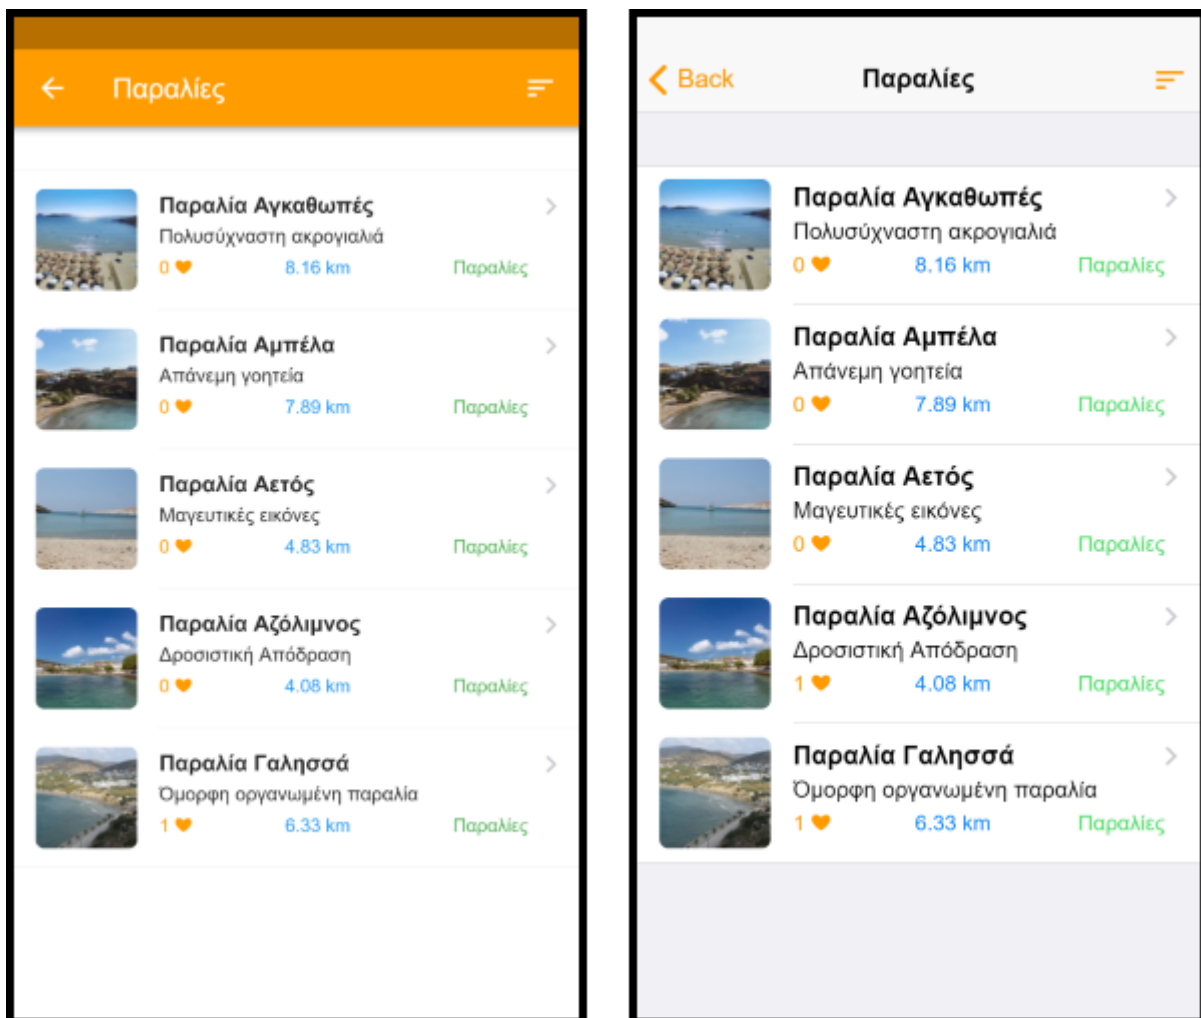 Παραλίες
Παραλία Αγκαθωπές
Πολυσύχναστη ακρογιαλιά
0 8.16 km Παραλίες
Παραλία Αμπέλα
Απάνεμη γοητεία
0 7.89 km Παραλίες
Παραλία Αετός
Μαγευτικές εικόνες
0 4.83 km Παραλίες
Παραλία Αζόλιμνος
Δροσιστική Απόδραση
0 4.08 km Παραλίες
Παραλία Γαλησσά
Όμορφη οργανωμένη παραλία
1 6.33 km Παραλίες
Back Παραλίες
Παραλία Αγκαθωπές
Πολυσύχναστη ακρογιαλιά
0 8.16 km Παραλίες
Παραλία Αμπέλα
Απάνεμη γοητεία
0 7.89 km Παραλίες
Παραλία Αετός
Μαγευτικές εικόνες
0 4.83 km Παραλίες
Παραλία Αζόλιμνος
Δροσιστική Απόδραση
1 4.08 km Παραλίες
Παραλία Γαλησσά
Όμορφη οργανωμένη παραλία
1 6.33 km Παραλίες